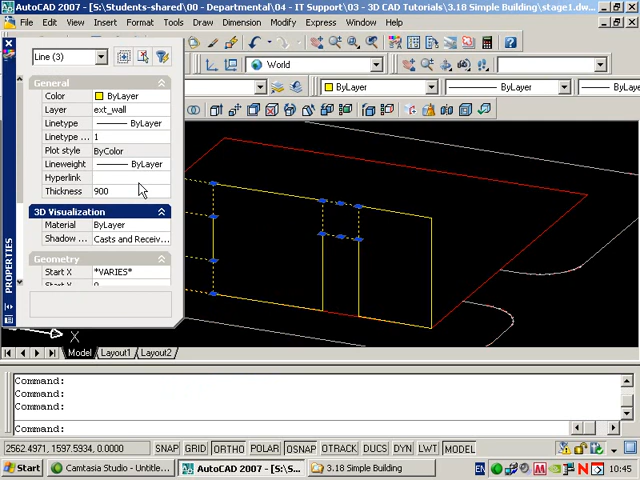 AutoCAD 2007 - [S:\Students-shared\00 - Departmental\04 - IT Support\03 - 3D CAD Tutorials\3.18 Simple Building\stage1.dw...
File Edit View Insert Format Tools Draw Dimension Modify Express Window Help
Line (3)
World
ByLayer ByLayer
General
Color ByLayer
Layer ext_wall
Linetype ByLayer
Linetype ... 1
Plot style ByColor
Lineweight ByLayer
Hyperlink
Thickness 900
3D Visualization
Material ByLayer
Shadow ... Casts and Receiv...
Geometry
Start X *VARIES*
PROPERTIES
X
Model Layout1 Layout2
Command:
Command:
Command:
Command:
2562.4971, 1597.5934, 0.0000 SNAP GRID ORTHO POLAR OSNAP OTRACK DUCS DYN LWT MODEL
Start Camtasia Studio - Untitle... AutoCAD 2007 - [S:\S... 3.18 Simple Building EN 10:45